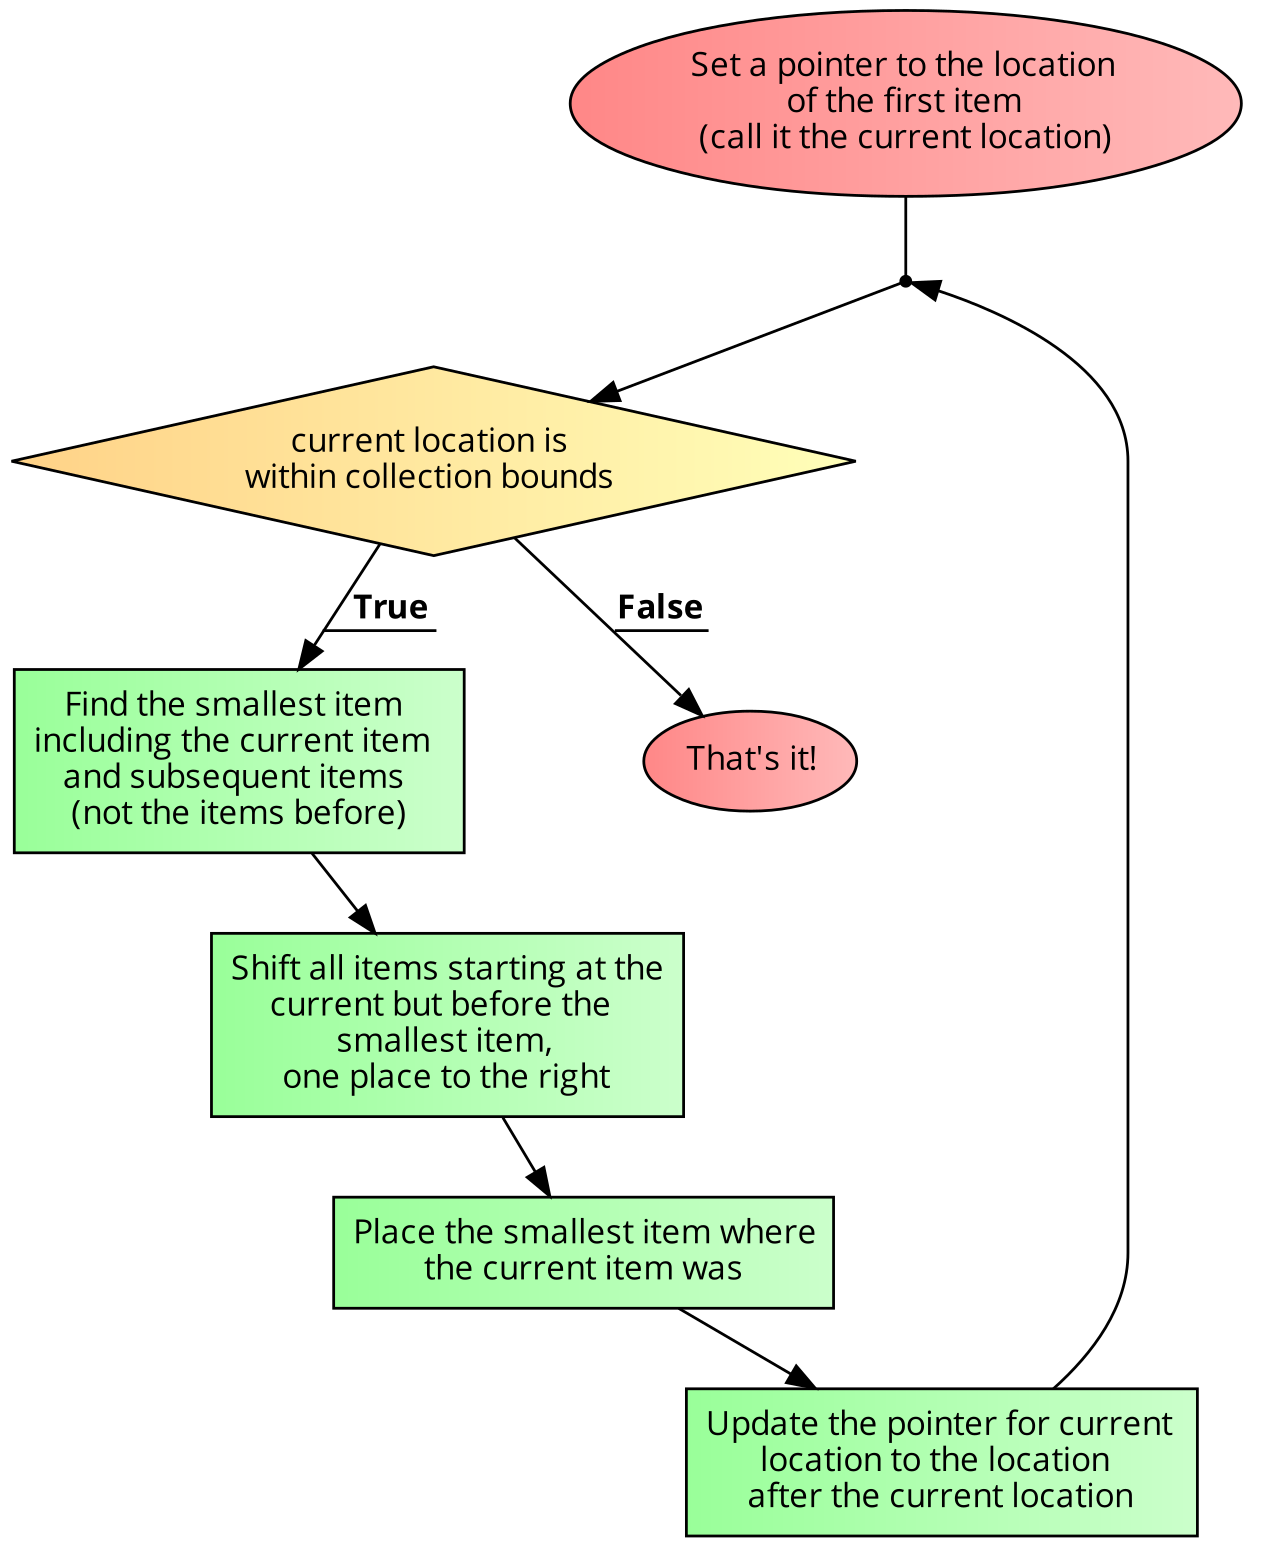 Set a pointer to the location
of the first item
(call it the current location)
current location is
within collection bounds
True
False
Find the smallest item
including the current item
and subsequent items
(not the items before)
That's it!
Shift all items starting at the
current but before the
smallest item,
one place to the right
Place the smallest item where
the current item was
Update the pointer for current
location to the location
after the current location